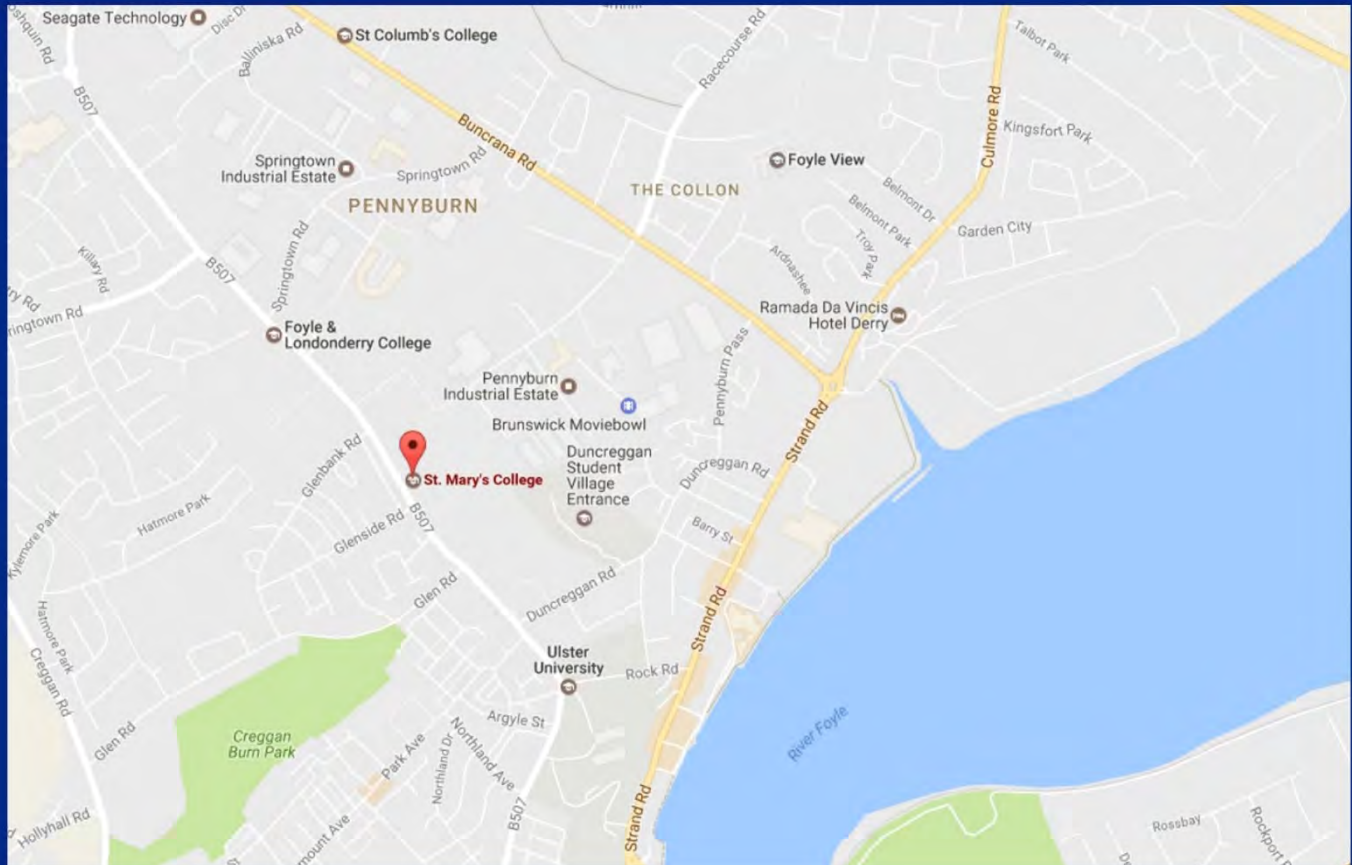 Seagate Technology
Disc Dr
St Columb's College
Racecourse Rd
Talbot Park
Balliniska Rd
B507
Buncrana Rd
Culmore Rd
Kingsfort Park
Springtown
Industrial Estate
Springtown Rd
Foyle View
THE COLLON
PENNYBURN
Belmont Dr
Belmont Park
Garden City
Killary Rd
B507
Springtown Rd
Troy Park
Ardnashee
Ramada Da Vincis
Hotel Derry
Foyle &
Londonderry College
Pennyburn Pass
Pennyburn
Industrial Estate
Brunswick Moviebowl
Strand Rd
Glenbank Rd
St. Mary's College
Duncreggan
Student
Village
Entrance
Duncreggan Rd
Hatmore Park
B507
Glenside Rd
Barry St
Kylemore Park
Glen Rd
Duncreggan Rd
Strand Rd
Hatmore Park
Creggan Rd
Ulster
University
Rock Rd
Glen Rd
Creggan
Burn Park
Argyle St
Park Ave
Northland Dr
Northland Ave
River Foyle
B507
Strand Rd
Hollyhall Rd
Rossbay